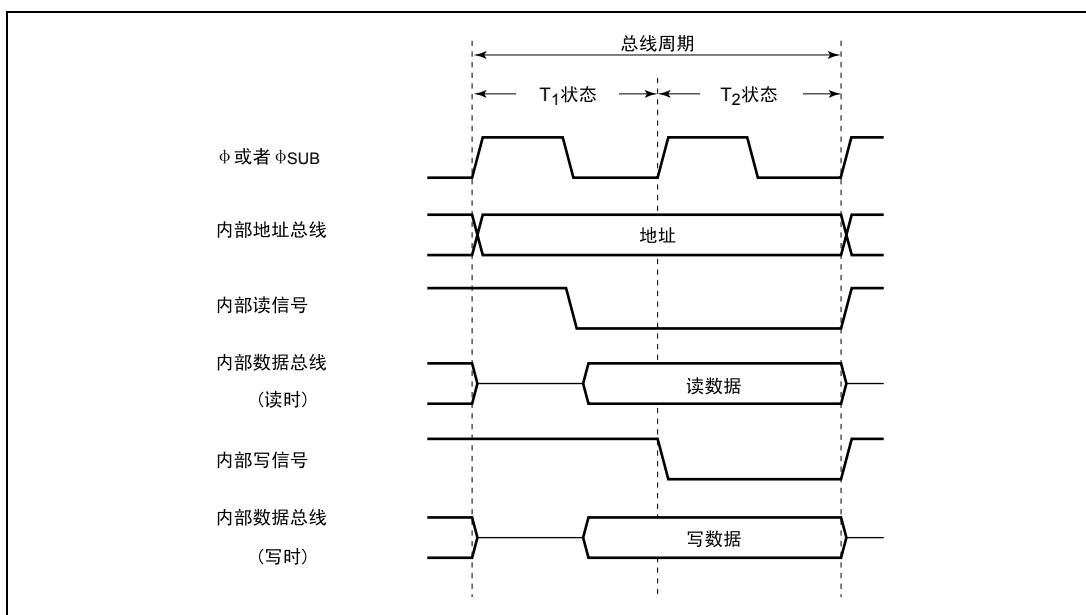 总线周期
T1状态
T2状态
φ或者φSUB
内部地址总线
地址
内部读信号
内部数据总线
(读时)
读数据
内部写信号
内部数据总线
(写时)
写数据